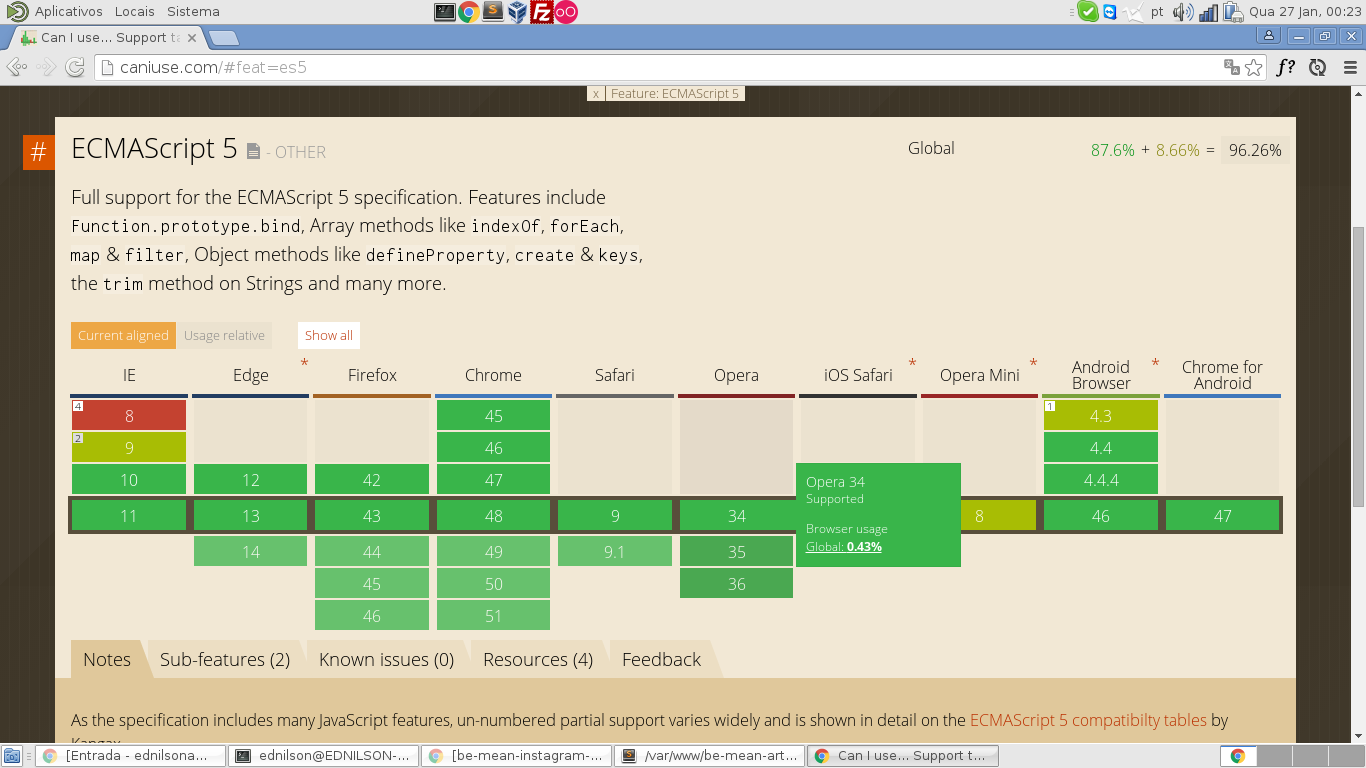 Aplicativos Locais Sistema
pt Qua 27 Jan, 00:23
Can I use... Support ta
caniuse.com/#feat=es5
f?
x Feature: ECMAScript 5
# ECMAScript 5 - OTHER
Global 87.6% + 8.66% = 96.26%
Full support for the ECMAScript 5 specification. Features include
Function.prototype.bind, Array methods like indexOf, forEach,
map & filter, Object methods like defineProperty, create & keys,
the trim method on Strings and many more.
Current aligned Usage relative Show all
IE Edge * Firefox Chrome Safari Opera iOS Safari * Opera Mini * Android Browser * Chrome for Android
4 8 45 1 4.3
2 9 46 4.4
10 12 42 47 4.4.4
11 13 43 48 9 34 8 46 47
14 44 49 9.1 35
45 50 36
46 51
Opera 34
Supported
Browser usage
Global: 0.43%
Notes Sub-features (2) Known issues (0) Resources (4) Feedback
As the specification includes many JavaScript features, un-numbered partial support varies widely and is shown in detail on the ECMAScript 5 compatibilty tables by
Kangax
[Entrada - ednilsona... ednilson@EDNILSON-... [be-mean-instagram-... /var/www/be-mean-art... Can I use... Support t...